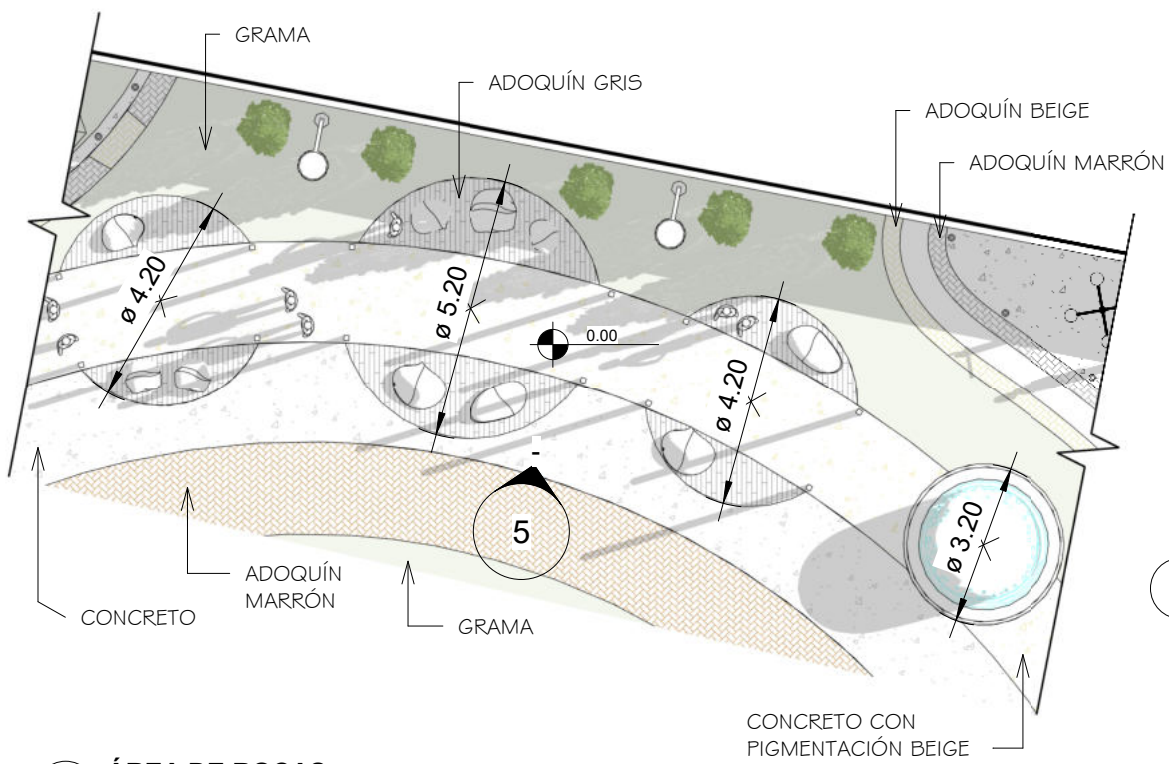 GRAMA
ADOQUÍN GRIS
ADOQUÍN BEIGE
ADOQUÍN MARRÓN
ø 4.20
ø 5.20
0.00
ø 4.20
-
5
ø 3.20
ADOQUÍN
MARRÓN
CONCRETO
GRAMA
CONCRETO CON
PIGMENTACIÓN BEIGE